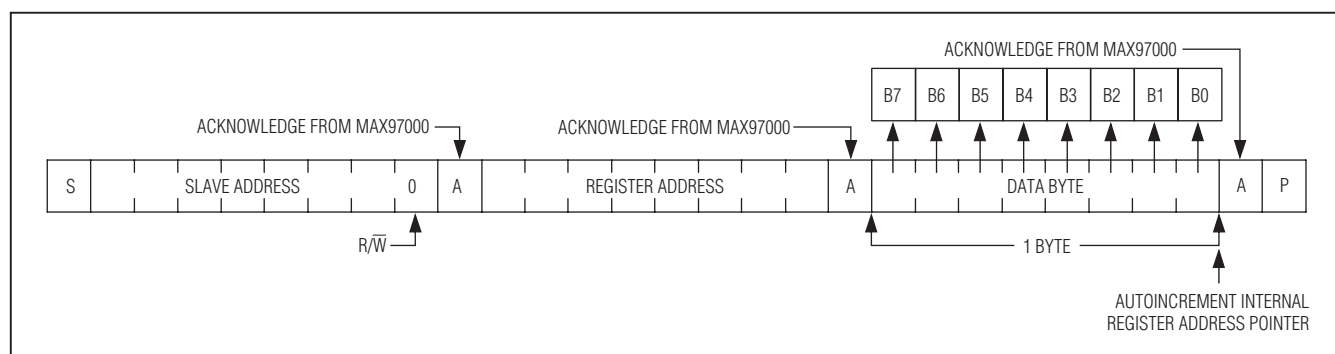 ACKNOWLEDGE FROM MAX97000
B7 B6 B5 B4 B3 B2 B1 B0
ACKNOWLEDGE FROM MAX97000 ACKNOWLEDGE FROM MAX97000
S SLAVE ADDRESS 0 A REGISTER ADDRESS A DATA BYTE A P
R/W̅ 1 BYTE
AUTOINCREMENT INTERNAL
REGISTER ADDRESS POINTER